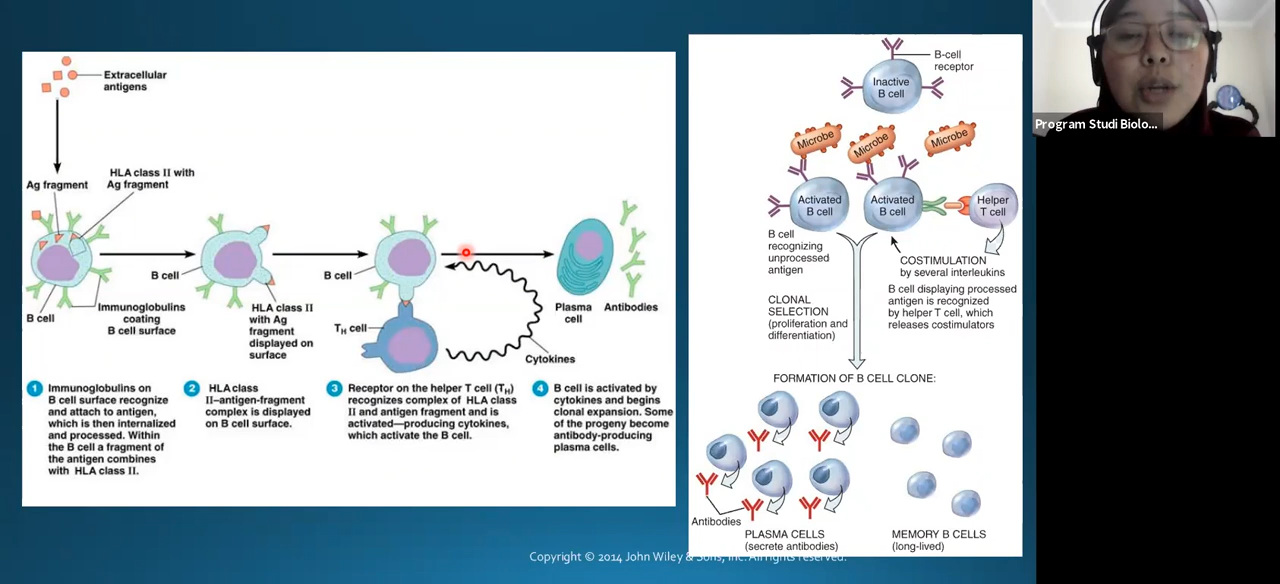 Extracellular
antigens
HLA class II with
Ag fragment
Ag fragment
B cell
B cell
Immunoglobulins
coating
B cell surface
HLA class II
with Ag
fragment
displayed on
surface
B cell
TH cell
Cytokines
Plasma
cell
Antibodies
1 Immunoglobulins on
B cell surface recognize
and attach to antigen,
which is then internalized
and processed. Within
the B cell a fragment of
the antigen combines
with HLA class II.
2 HLA class
II–antigen-fragment
complex is displayed
on B cell surface.
3 Receptor on the helper T cell (TH)
recognizes complex of HLA class
II and antigen fragment and is
activated—producing cytokines,
which activate the B cell.
4 B cell is activated by
cytokines and begins
clonal expansion. Some
of the progeny become
antibody-producing
plasma cells.
B-cell
receptor
Inactive
B cell
Microbe
Microbe
Microbe
Activated
B cell
Activated
B cell
Helper
T cell
B cell
recognizing
unprocessed
antigen
COSTIMULATION
by several interleukins
B cell displaying processed
antigen is recognized
by helper T cell, which
releases costimulators
CLONAL
SELECTION
(proliferation and
differentiation)
FORMATION OF B CELL CLONE:
Antibodies
PLASMA CELLS
(secrete antibodies)
MEMORY B CELLS
(long-lived)
Copyright © 2014 John Wiley & Sons, Inc. All rights reserved.
Program Studi Biolo...